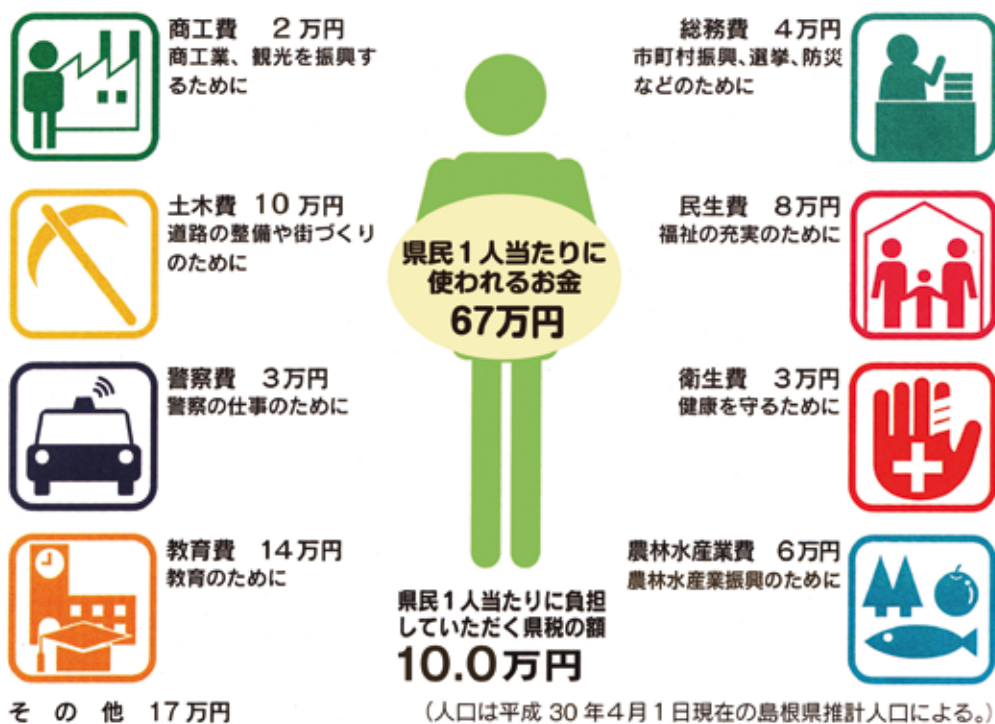 商工費 2万円
商工業、観光を振興す
るために
土木費 10万円
道路の整備や街づくり
のために
警察費 3万円
警察の仕事のために
教育費 14万円
教育のために
その他 17万円
県民1人当たりに
使われるお金
67万円
県民1人当たりに負担
していただく県税の額
10.0万円
総務費 4万円
市町村振興、選挙、防災
などのために
民生費 8万円
福祉の充実のために
衛生費 3万円
健康を守るために
農林水産業費 6万円
農林水産業振興のために
（人口は平成30年4月1日現在の島根県推計人口による。）